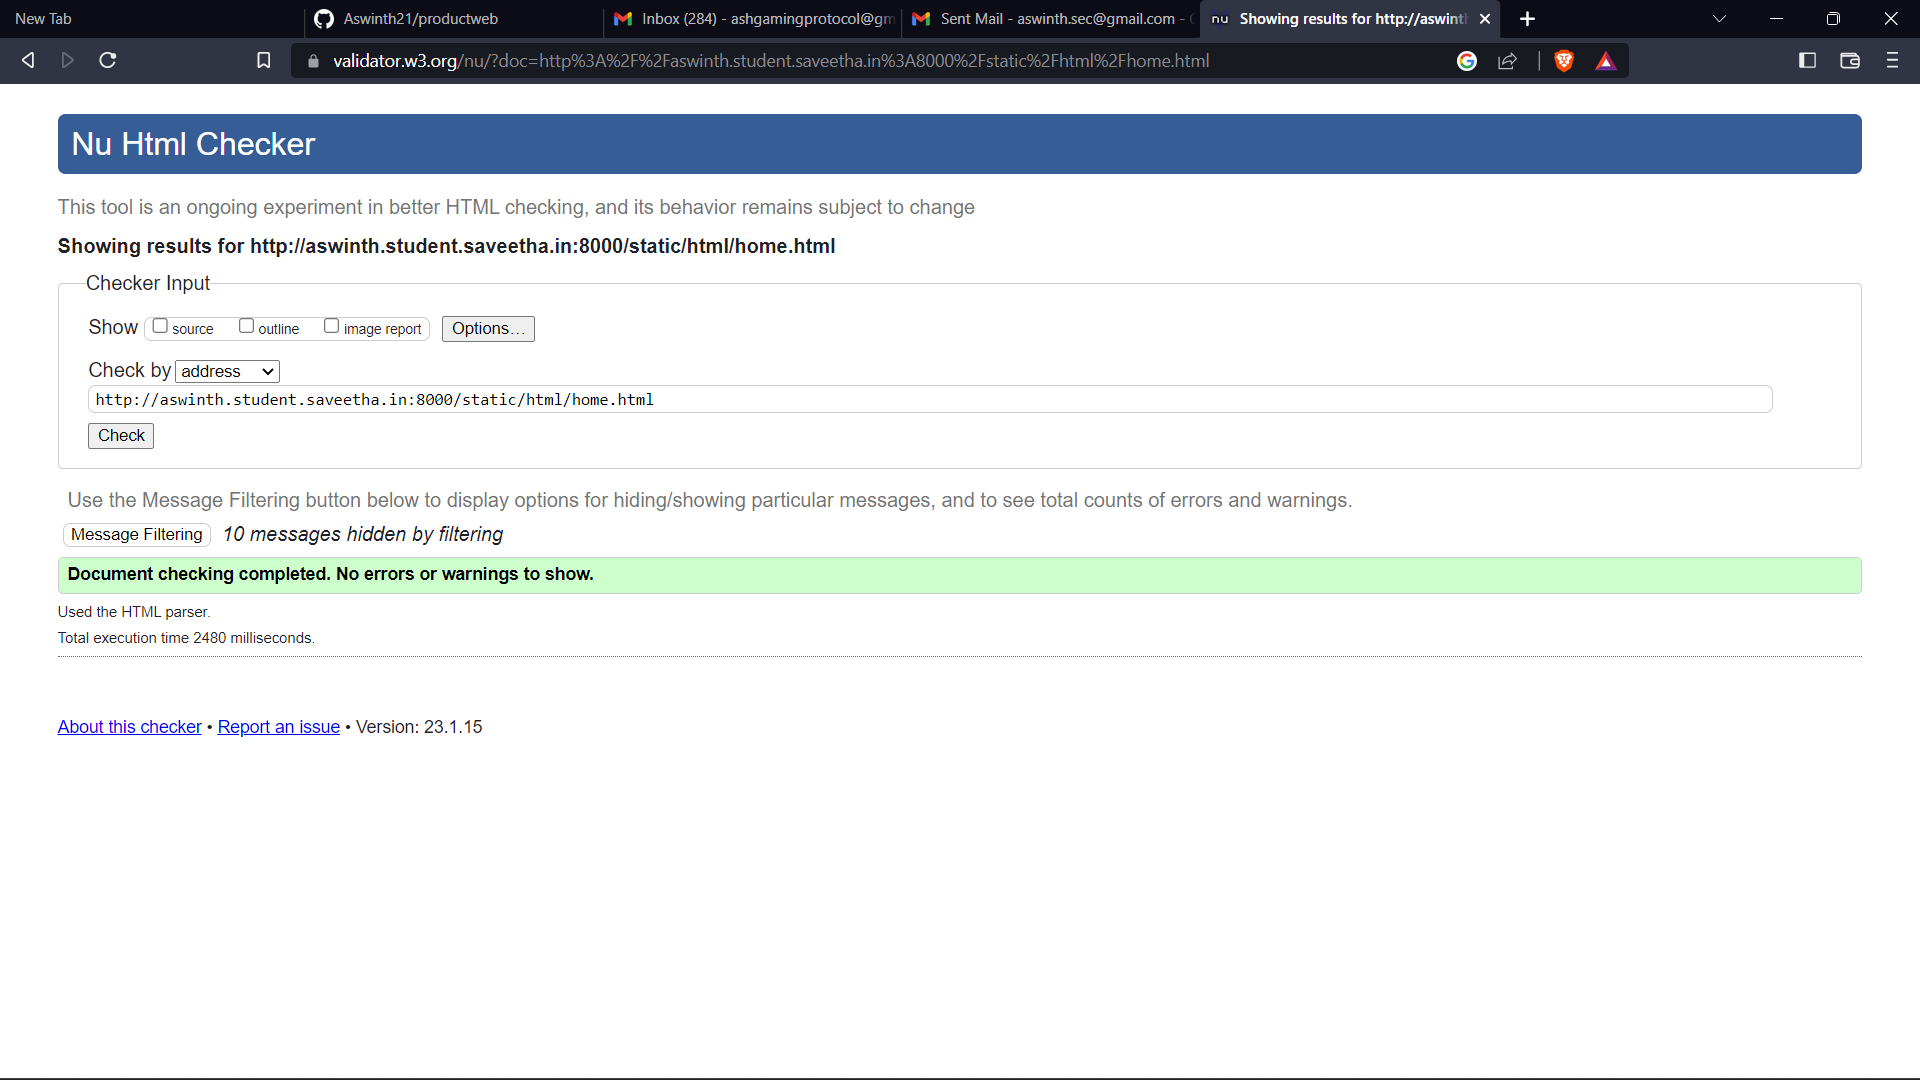 New Tab
Aswinth21/productweb
Inbox (284) - ashgamingprotocol@gm
Sent Mail - aswinth.sec@gmail.com -
nu Showing results for http://aswint
validator.w3.org/nu/?doc=http%3A%2F%2Faswinth.student.saveetha.in%3A8000%2Fstatic%2Fhtml%2Fhome.html
Nu Html Checker
This tool is an ongoing experiment in better HTML checking, and its behavior remains subject to change
Showing results for http://aswinth.student.saveetha.in:8000/static/html/home.html
Checker Input
Show source outline image report Options...
Check by address
http://aswinth.student.saveetha.in:8000/static/html/home.html
Check
Use the Message Filtering button below to display options for hiding/showing particular messages, and to see total counts of errors and warnings.
Message Filtering 10 messages hidden by filtering
Document checking completed. No errors or warnings to show.
Used the HTML parser.
Total execution time 2480 milliseconds.
About this checker • Report an issue • Version: 23.1.15